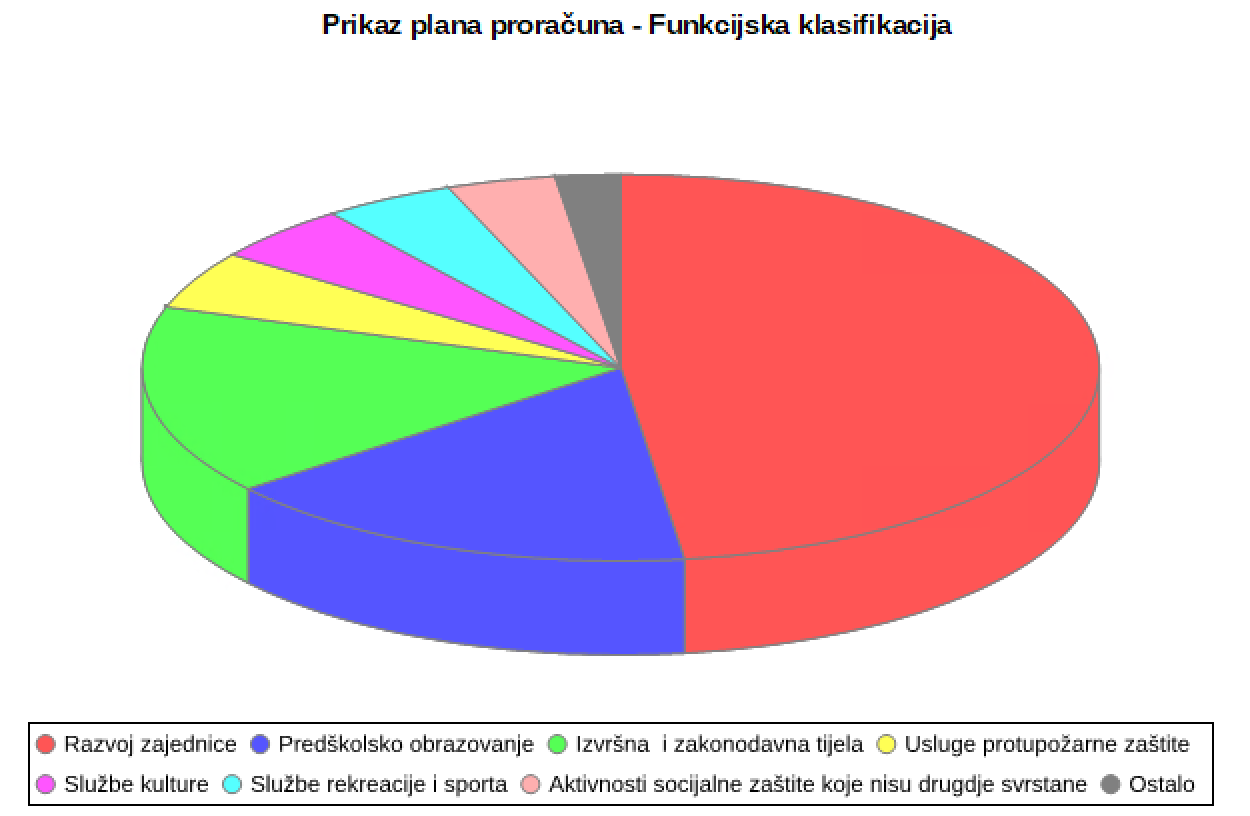 Prikaz plana proračuna - Funkcijska klasifikacija
Razvoj zajednice Predškolsko obrazovanje Izvršna  i zakonodavna tijela Usluge protupožarne zaštite
Službe kulture Službe rekreacije i sporta Aktivnosti socijalne zaštite koje nisu drugdje svrstane Ostalo